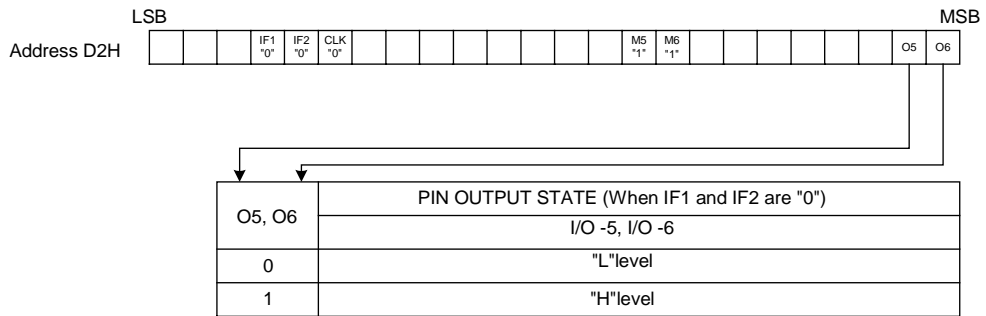 LSB MSB
Address D2H IF1 "0" IF2 "0" CLK "0" M5 "1" M6 "1" O5 O6
O5, O6 PIN OUTPUT STATE (When IF1 and IF2 are "0")
I/O -5, I/O -6
0 "L"level
1 "H"level